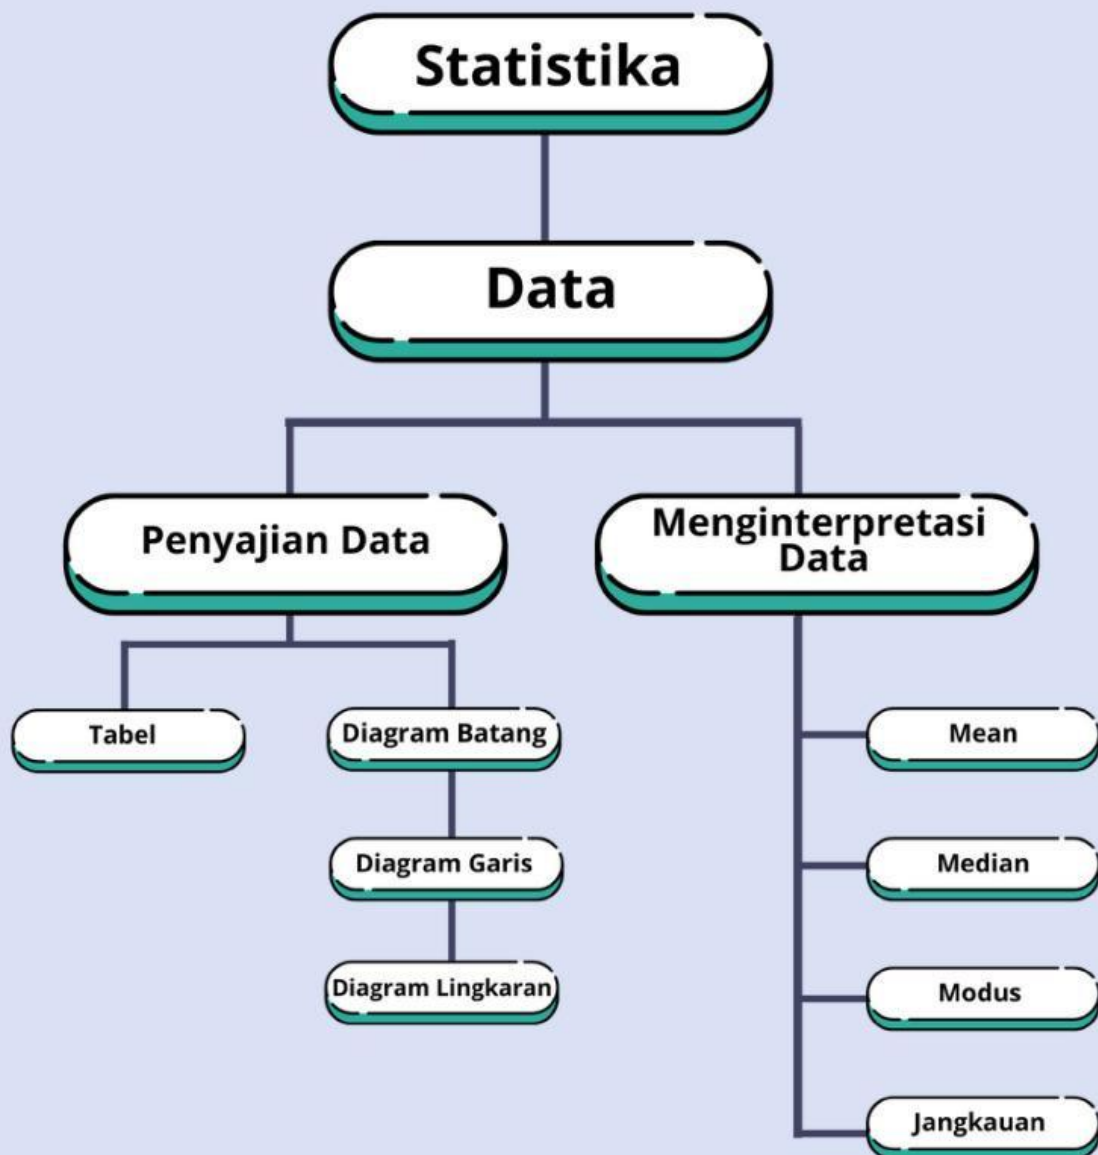 Statistika
Data
Penyajian Data
Menginterpretasi
Data
Tabel
Diagram Batang
Diagram Garis
Diagram Lingkaran
Mean
Median
Modus
Jangkauan